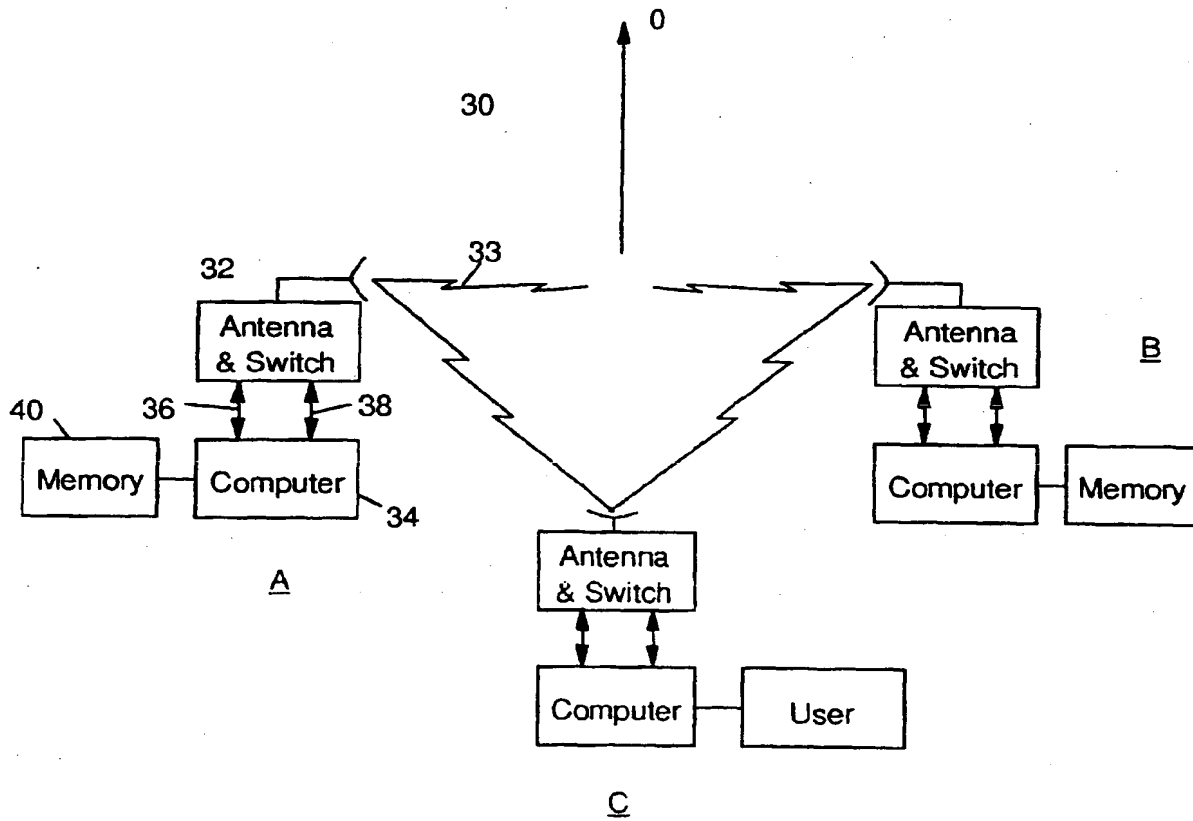 0
30
33
32
Antenna
& Switch
Antenna
& Switch
B
36
38
40
Memory
Computer
34
Computer
Memory
A
Antenna
& Switch
Computer
User
C